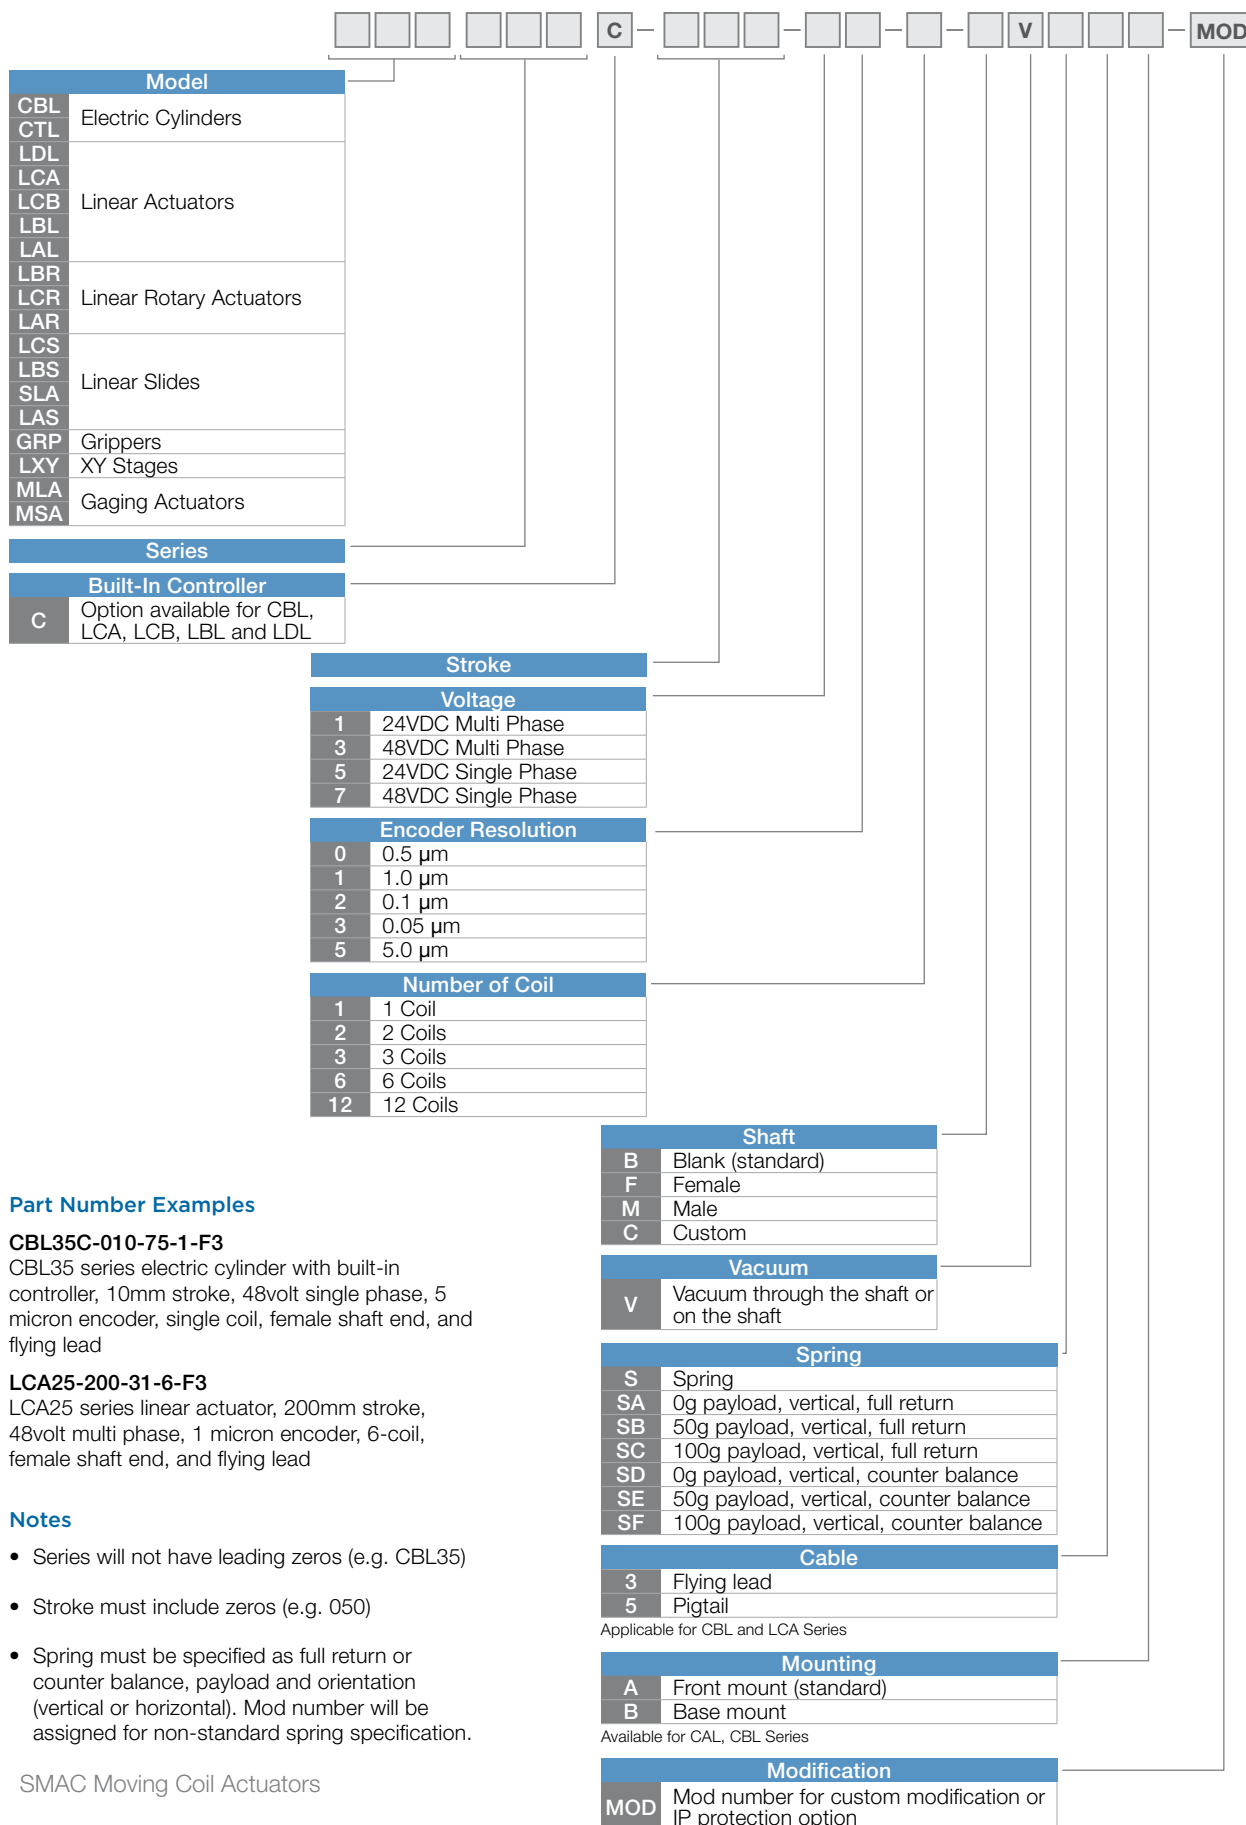 C – – – – V – MOD
Model
CBL
CTL
Electric Cylinders
LDL
LCA
LCB
LBL
LAL
Linear Actuators
LBR
LCR
LAR
Linear Rotary Actuators
LCS
LBS
SLA
LAS
Linear Slides
GRP Grippers
LXY XY Stages
MLA
MSA
Gaging Actuators
Series
Built-In Controller
C Option available for CBL,
LCA, LCB, LBL and LDL
Stroke
Voltage
1 24VDC Multi Phase
3 48VDC Multi Phase
5 24VDC Single Phase
7 48VDC Single Phase
Encoder Resolution
0 0.5 µm
1 1.0 µm
2 0.1 µm
3 0.05 µm
5 5.0 µm
Number of Coil
1 1 Coil
2 2 Coils
3 3 Coils
6 6 Coils
12 12 Coils
Shaft
B Blank (standard)
F Female
M Male
C Custom
Vacuum
V Vacuum through the shaft or
on the shaft
Spring
S Spring
SA 0g payload, vertical, full return
SB 50g payload, vertical, full return
SC 100g payload, vertical, full return
SD 0g payload, vertical, counter balance
SE 50g payload, vertical, counter balance
SF 100g payload, vertical, counter balance
Cable
3 Flying lead
5 Pigtail
Applicable for CBL and LCA Series
Mounting
A Front mount (standard)
B Base mount
Available for CAL, CBL Series
Modification
MOD Mod number for custom modification or
IP protection option
Part Number Examples
CBL35C-010-75-1-F3
CBL35 series electric cylinder with built-in
controller, 10mm stroke, 48volt single phase, 5
micron encoder, single coil, female shaft end, and
flying lead
LCA25-200-31-6-F3
LCA25 series linear actuator, 200mm stroke,
48volt multi phase, 1 micron encoder, 6-coil,
female shaft end, and flying lead
Notes
• Series will not have leading zeros (e.g. CBL35)
• Stroke must include zeros (e.g. 050)
• Spring must be specified as full return or
counter balance, payload and orientation
(vertical or horizontal). Mod number will be
assigned for non-standard spring specification.
SMAC Moving Coil Actuators